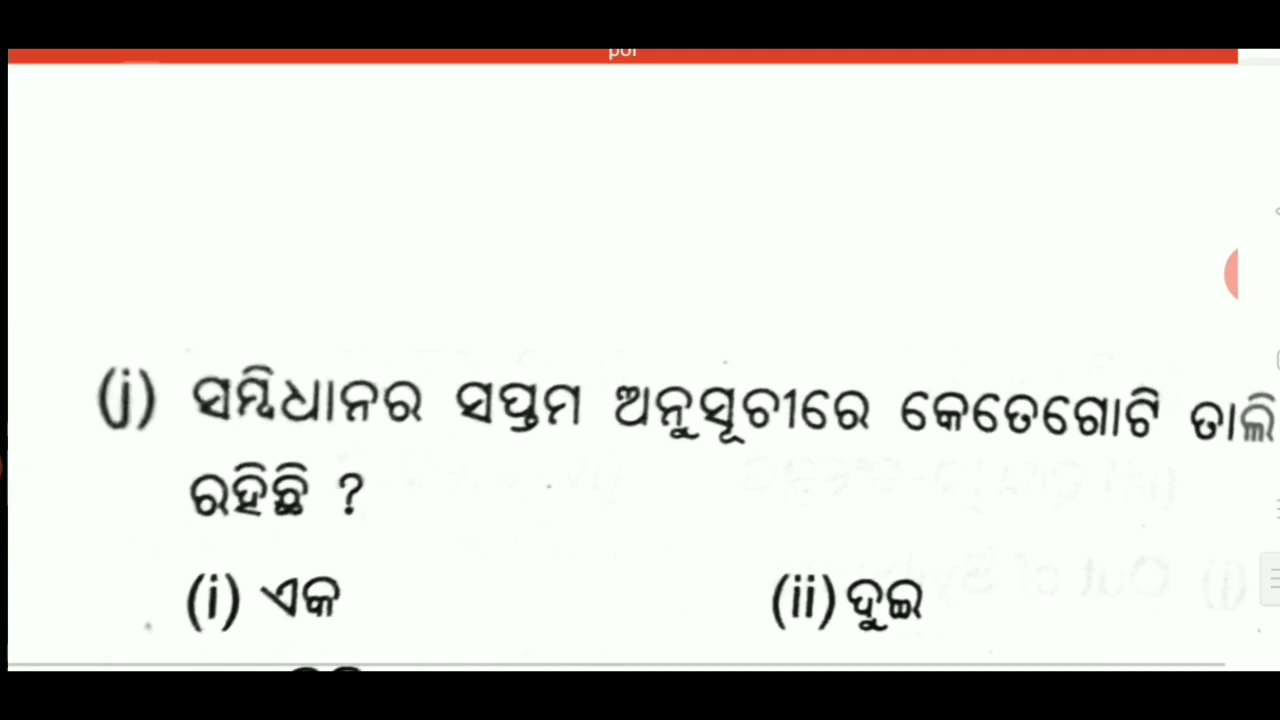 (j) ସମ୍ବିଧାନର ସପ୍ତମ ଅନୁସୂଚୀରେ କେତେଗୋଟି ତାଲି
ରହିଛି ?
(i) ଏକ (ii) ଦୁଇ